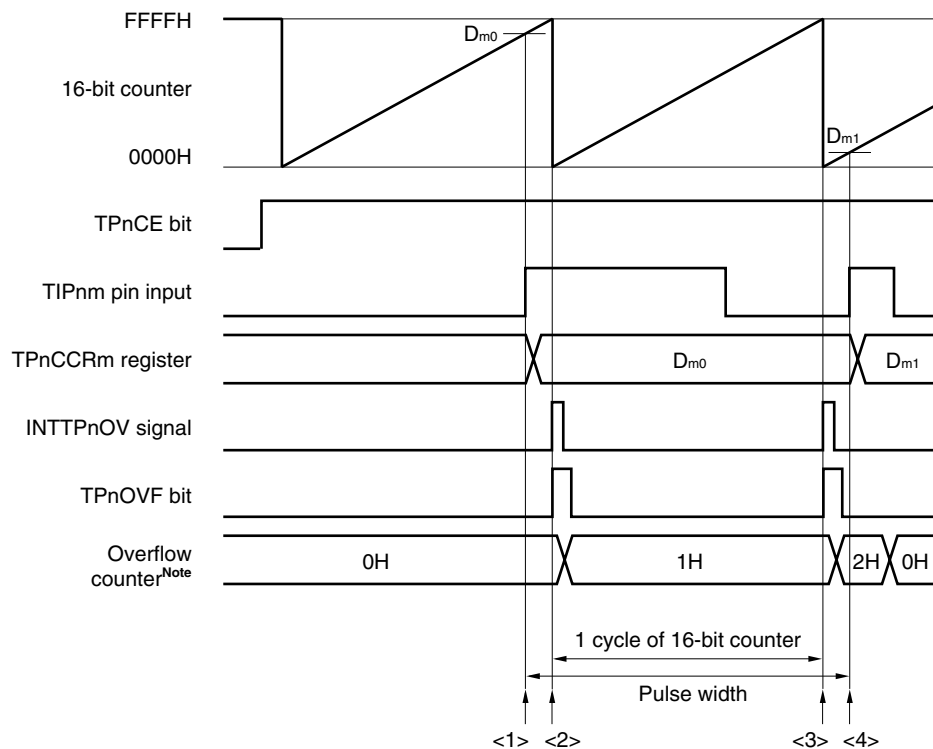 FFFFH
Dm0
16-bit counter
0000H
Dm1
TPnCE bit
TIPnm pin input
TPnCCRm register
Dm0
Dm1
INTTPnOV signal
TPnOVF bit
Overflow
counterNote
0H
1H
2H
0H
1 cycle of 16-bit counter
Pulse width
<1> <2> <3> <4>